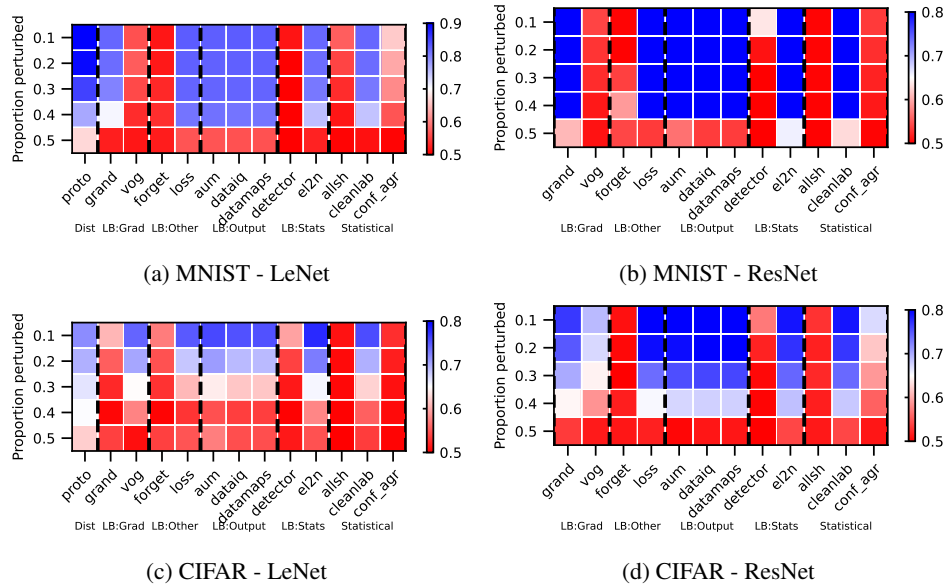 Proportion perturbed
0.1
0.2
0.3
0.4
0.5
proto grand vog forget loss aum dataiq datamaps detector el2n allsh cleanlab conf_agr
Dist LB:Grad LB:Other LB:Output LB:Stats Statistical
0.9
0.8
0.7
0.6
0.5
(a) MNIST - LeNet
Proportion perturbed
0.1
0.2
0.3
0.4
0.5
grand vog forget loss aum dataiq datamaps detector el2n allsh cleanlab conf_agr
LB:Grad LB:Other LB:Output LB:Stats Statistical
0.8
0.7
0.6
0.5
(b) MNIST - ResNet
Proportion perturbed
0.1
0.2
0.3
0.4
0.5
proto grand vog forget loss aum dataiq datamaps detector el2n allsh cleanlab conf_agr
Dist LB:Grad LB:Other LB:Output LB:Stats Statistical
0.8
0.7
0.6
0.5
(c) CIFAR - LeNet
Proportion perturbed
0.1
0.2
0.3
0.4
0.5
grand vog forget loss aum dataiq datamaps detector el2n allsh cleanlab conf_agr
LB:Grad LB:Other LB:Output LB:Stats Statistical
0.8
0.7
0.6
0.5
(d) CIFAR - ResNet